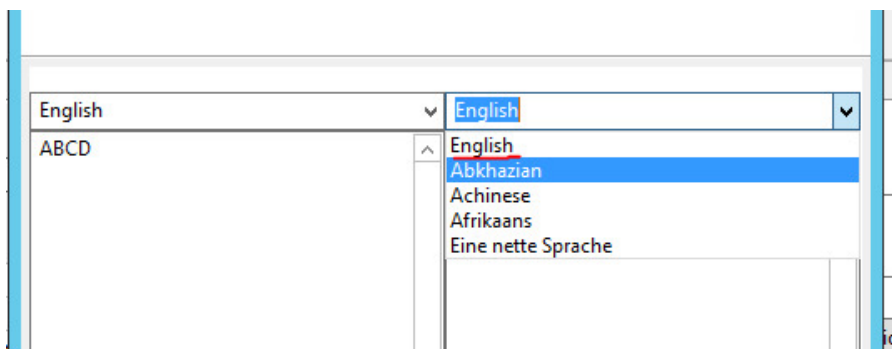 English English
ABCD
English
Abkhazian
Achinese
Afrikaans
Eine nette Sprache